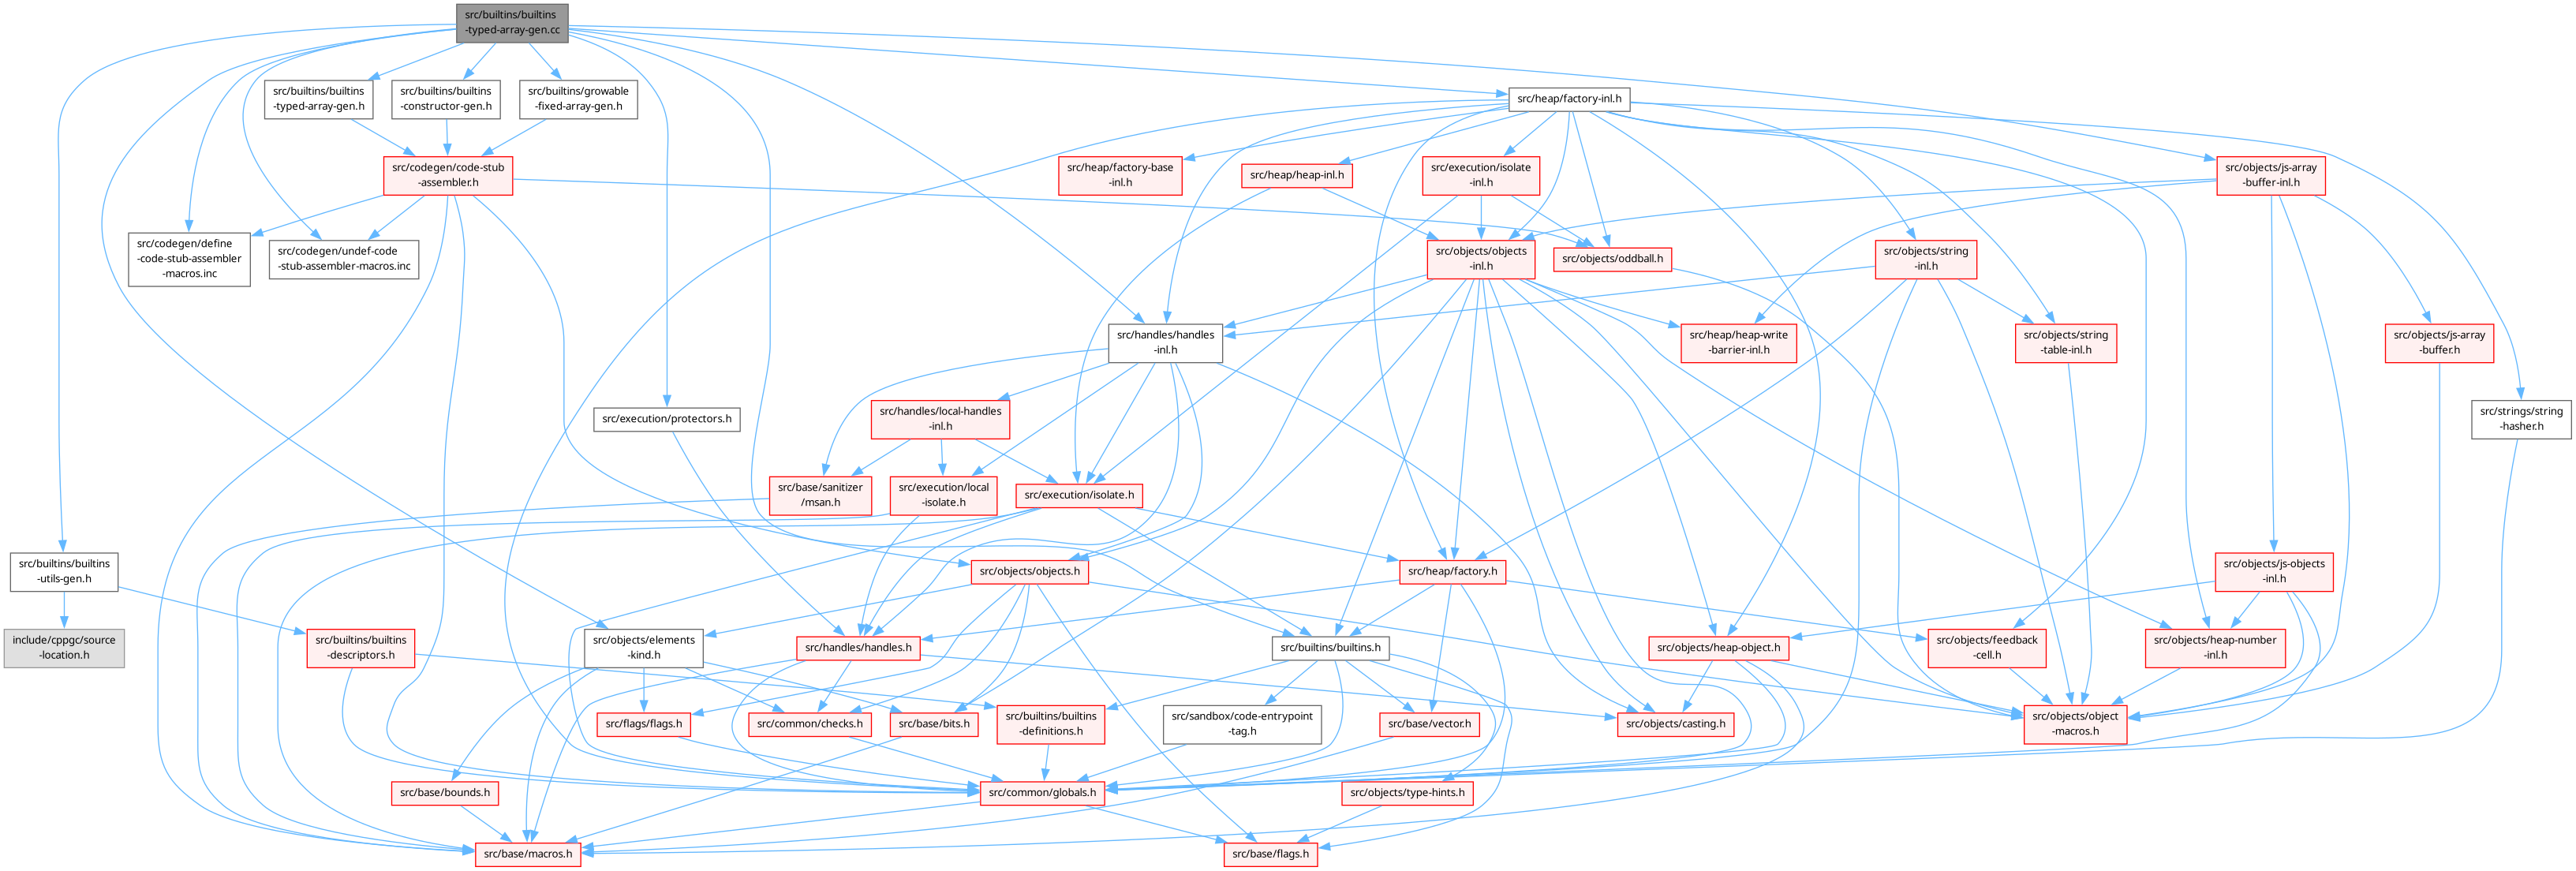 src/builtins/builtins
-typed-array-gen.cc
src/builtins/builtins
-typed-array-gen.h
src/builtins/builtins
-constructor-gen.h
src/builtins/growable
-fixed-array-gen.h
src/heap/factory-inl.h
src/codegen/code-stub
-assembler.h
src/heap/factory-base
-inl.h
src/heap/heap-inl.h
src/execution/isolate
-inl.h
src/objects/js-array
-buffer-inl.h
src/codegen/define
-code-stub-assembler
-macros.inc
src/codegen/undef-code
-stub-assembler-macros.inc
src/objects/objects
-inl.h
src/objects/oddball.h
src/objects/string
-inl.h
src/handles/handles
-inl.h
src/heap/heap-write
-barrier-inl.h
src/objects/string
-table-inl.h
src/objects/js-array
-buffer.h
src/execution/protectors.h
src/handles/local-handles
-inl.h
src/strings/string
-hasher.h
src/base/sanitizer
/msan.h
src/execution/local
-isolate.h
src/execution/isolate.h
src/builtins/builtins
-utils-gen.h
src/objects/objects.h
src/heap/factory.h
src/objects/js-objects
-inl.h
include/cppgc/source
-location.h
src/builtins/builtins
-descriptors.h
src/objects/elements
-kind.h
src/handles/handles.h
src/builtins/builtins.h
src/objects/heap-object.h
src/objects/feedback
-cell.h
src/objects/heap-number
-inl.h
src/flags/flags.h
src/common/checks.h
src/base/bits.h
src/builtins/builtins
-definitions.h
src/sandbox/code-entrypoint
-tag.h
src/base/vector.h
src/objects/casting.h
src/objects/object
-macros.h
src/base/bounds.h
src/common/globals.h
src/objects/type-hints.h
src/base/macros.h
src/base/flags.h